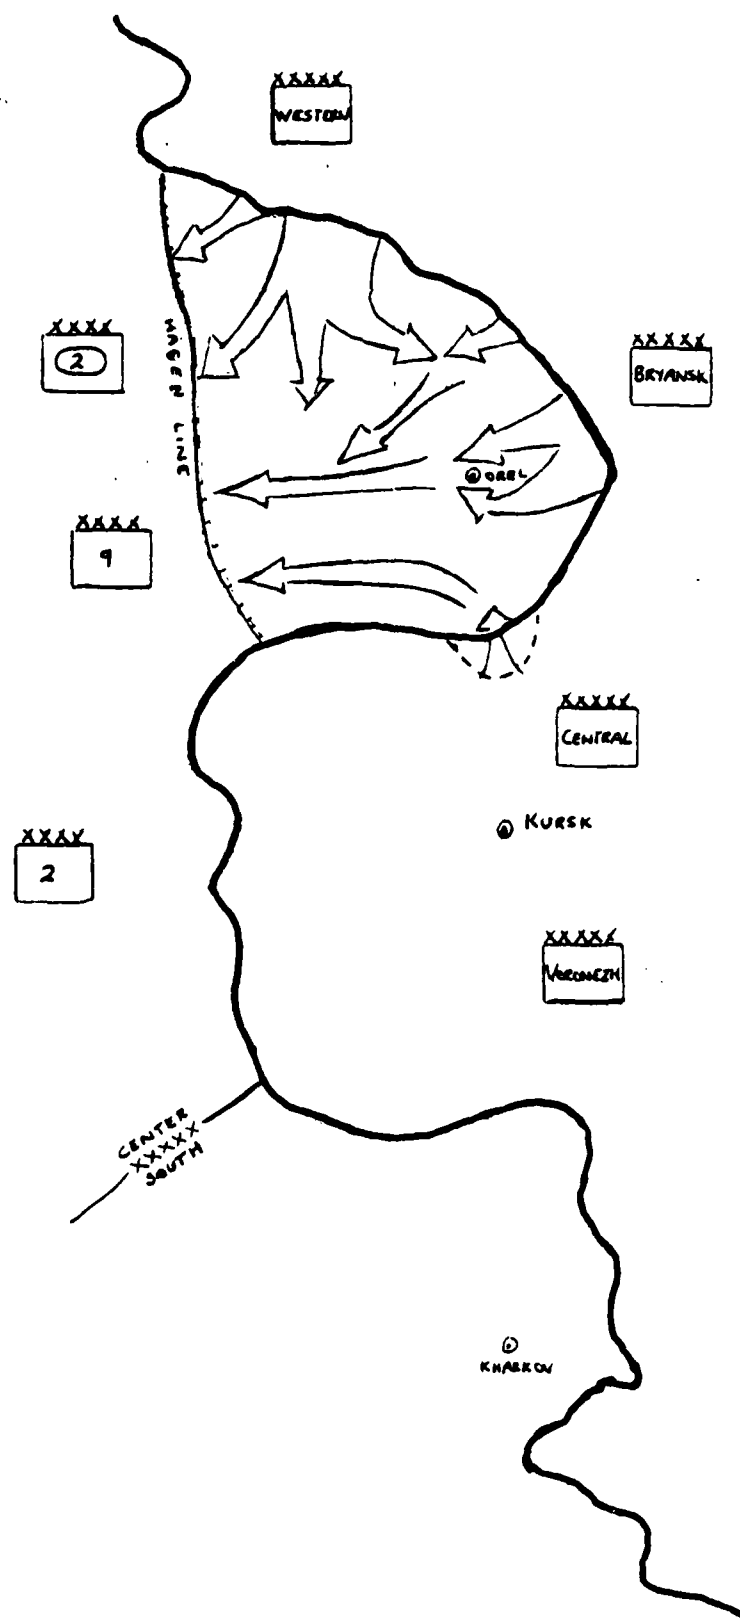 XXXXX
WESTERN
XXXX
2
HAGEN LINE
XXXXX
BRYANSK
OREL
XXXX
9
XXXXX
CENTRAL
KURSK
XXXX
2
XXXXX
VORONEZH
CENTER
XXXXX
SOUTH
KHARKOV